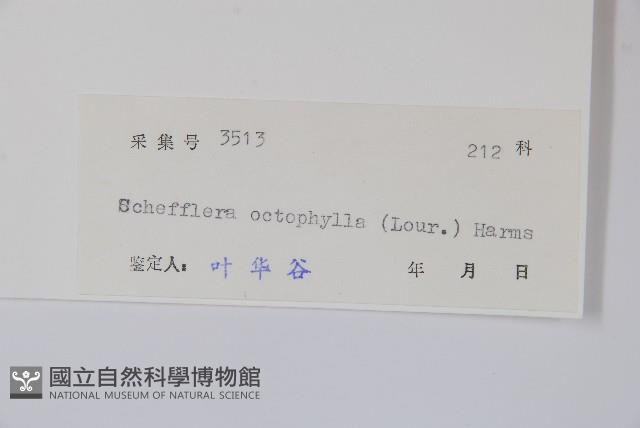 采集号 3513 212 科
Schefflera octophylla (Lour.) Harms
鉴定人: 叶华谷 年 月 日
國立自然科學博物館
NATIONAL MUSEUM OF NATURAL SCIENCE